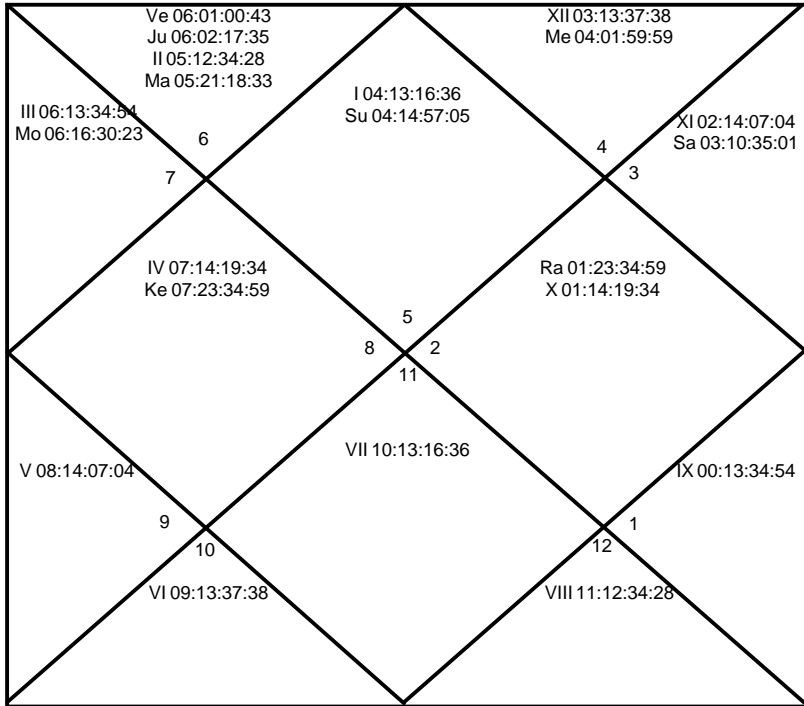 Ve 06:01:00:43
Ju 06:02:17:35
II 05:12:34:28
Ma 05:21:18:33
XII 03:13:37:38
Me 04:01:59:59
I 04:13:16:36
Su 04:14:57:05
III 06:13:34:54
Mo 06:16:30:23
XI 02:14:07:04
Sa 03:10:35:01
6
4
7
3
IV 07:14:19:34
Ke 07:23:34:59
Ra 01:23:34:59
X 01:14:19:34
5
8
2
11
VII 10:13:16:36
V 08:14:07:04
IX 00:13:34:54
9
10
1
12
VI 09:13:37:38
VIII 11:12:34:28